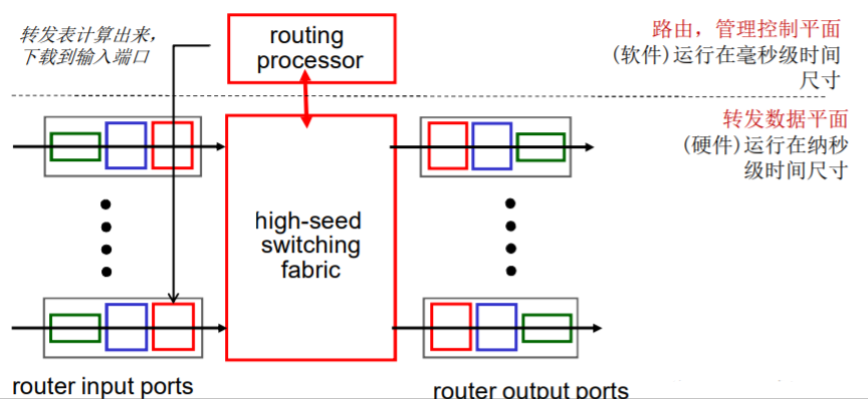 转发表计算出来，
下载到输入端口
routing
processor
路由，管理控制平面
(软件)运行在毫秒级时间
尺寸
转发数据平面
(硬件)运行在纳秒
级时间尺寸
high-seed
switching
fabric
router input ports
router output ports